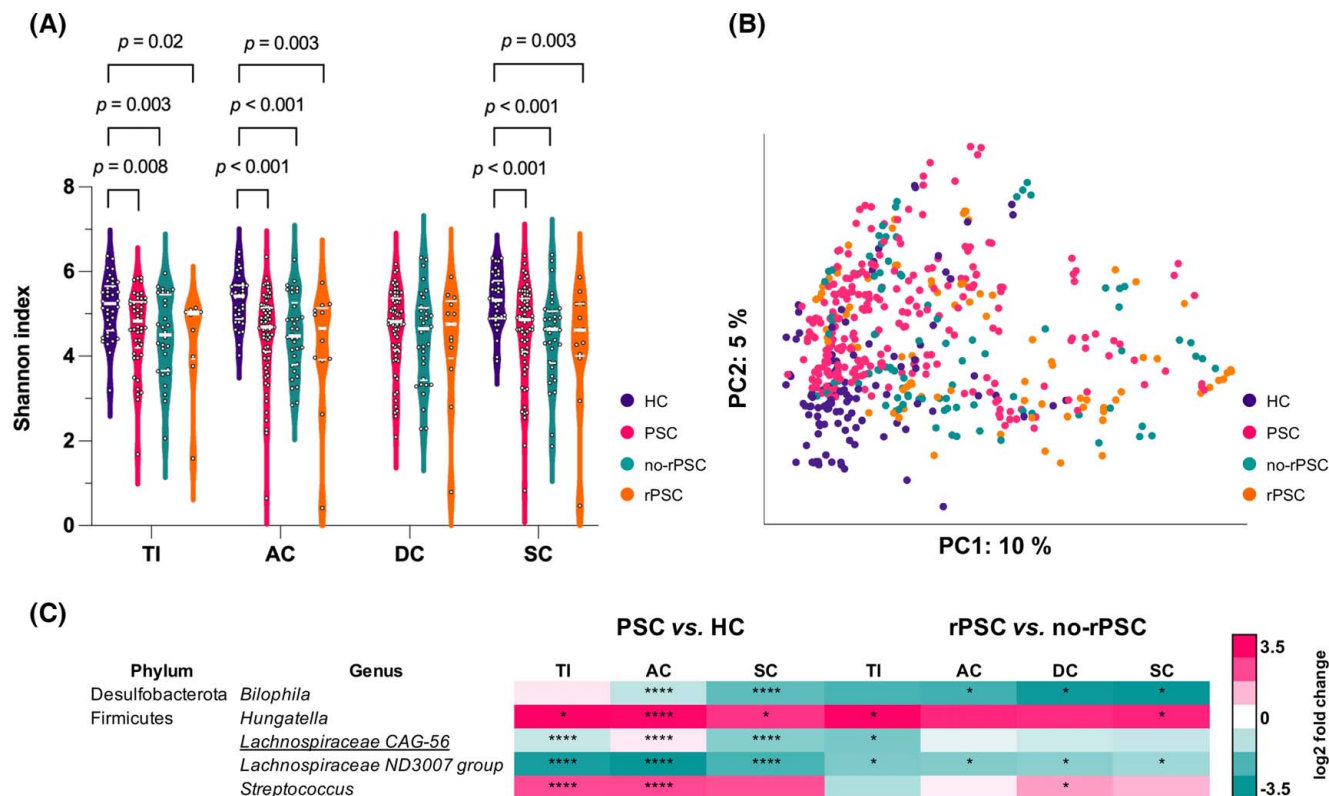 (A)
p = 0.02
p = 0.003
p = 0.003
p = 0.003
p < 0.001
p < 0.001
p = 0.008
p < 0.001
p < 0.001
8
6
4
2
0
Shannon index
TI
AC
DC
SC
HC
PSC
no-rPSC
rPSC
(B)
PC2: 5 %
PC1: 10 %
HC
PSC
no-rPSC
rPSC
(C)
PSC vs. HC
rPSC vs. no-rPSC
Phylum Genus TI AC SC TI AC DC SC
Desulfobacterota Bilophila **** **** * * *
Firmicutes Hungatella * **** * * *
Lachnospiraceae CAG-56 **** **** **** *
Lachnospiraceae ND3007 group **** **** **** * * * *
Streptococcus **** **** *
3.5
0
-3.5
log2 fold change